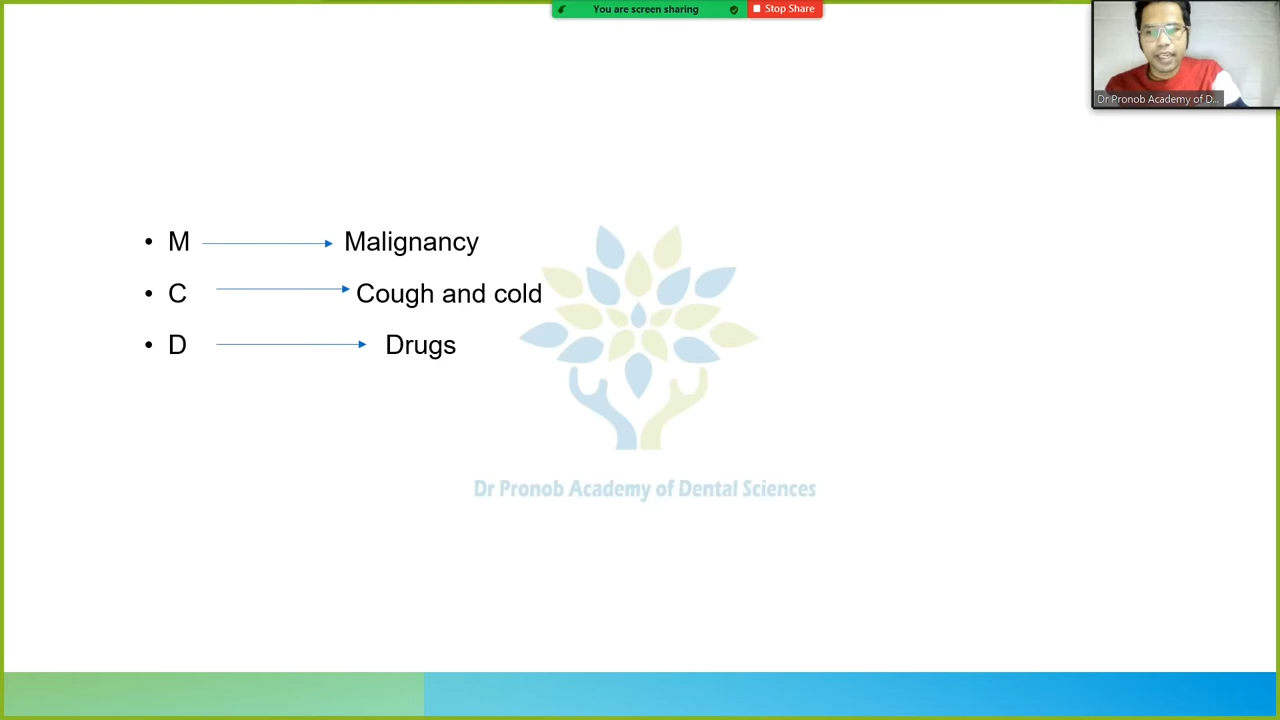 You are screen sharing
Stop Share
Dr Pronob Academy of D...
• M Malignancy
• C Cough and cold
• D Drugs
Dr Pronob Academy of Dental Sciences